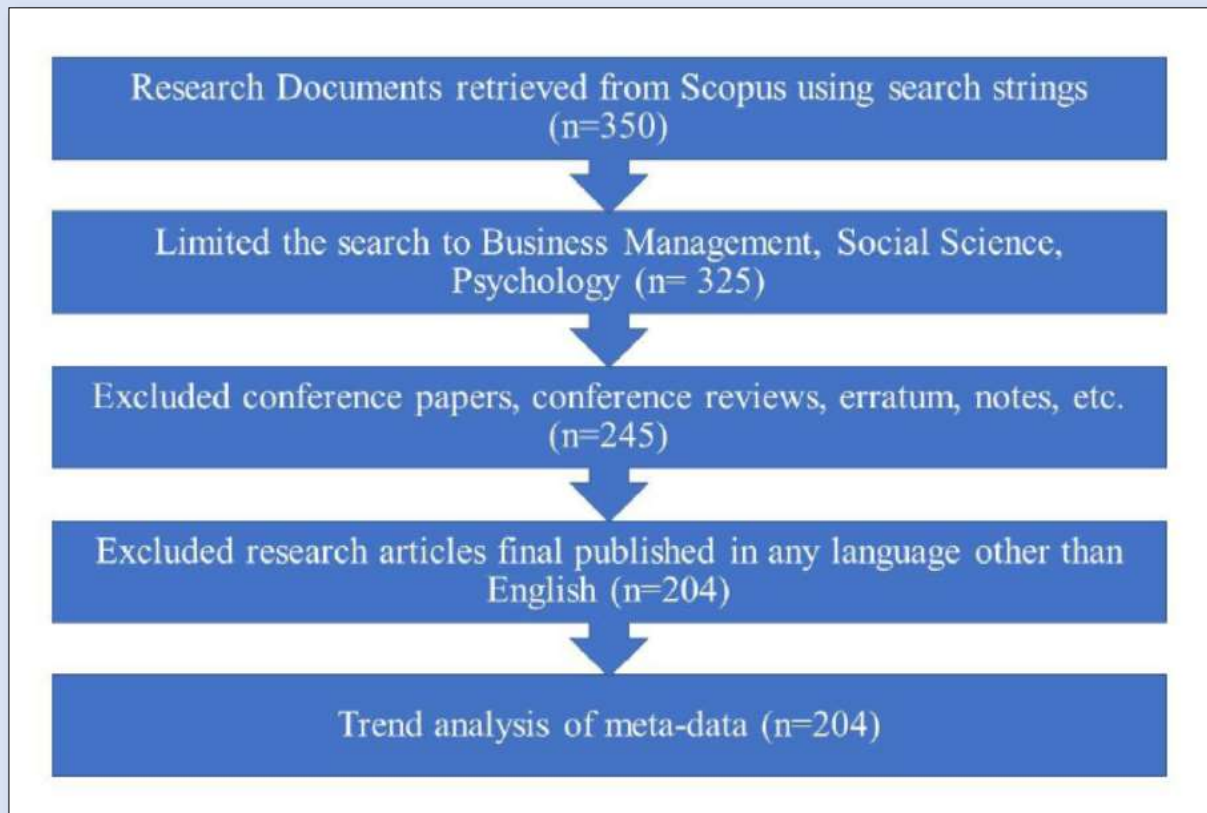 Research Documents retrieved from Scopus using search strings
(n=350)
Limited the search to Business Management, Social Science,
Psychology (n= 325)
Excluded conference papers, conference reviews, erratum, notes, etc.
(n=245)
Excluded research articles final published in any language other than
English (n=204)
Trend analysis of meta-data (n=204)